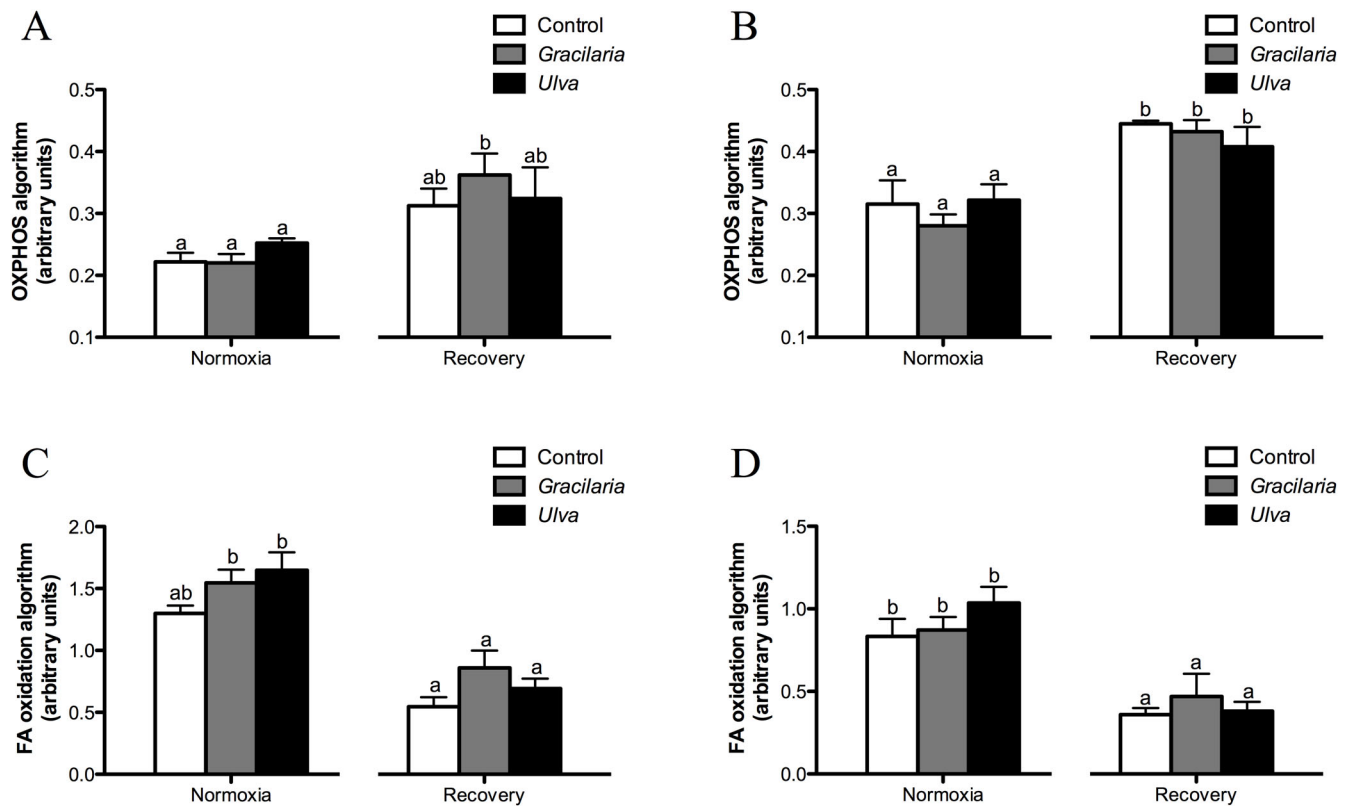 A
Control
Gracilaria
Ulva
OXPHOS algorithm
(arbitrary units)
0.5
0.4
0.3
0.2
0.1
a
a
a
ab
b
ab
Normoxia
Recovery
B
Control
Gracilaria
Ulva
OXPHOS algorithm
(arbitrary units)
0.5
0.4
0.3
0.2
0.1
a
a
a
b
b
b
Normoxia
Recovery
C
Control
Gracilaria
Ulva
FA oxidation algorithm
(arbitrary units)
2.0
1.5
1.0
0.5
0.0
ab
b
b
a
a
a
Normoxia
Recovery
D
Control
Gracilaria
Ulva
FA oxidation algorithm
(arbitrary units)
1.5
1.0
0.5
0.0
b
b
b
a
a
a
Normoxia
Recovery